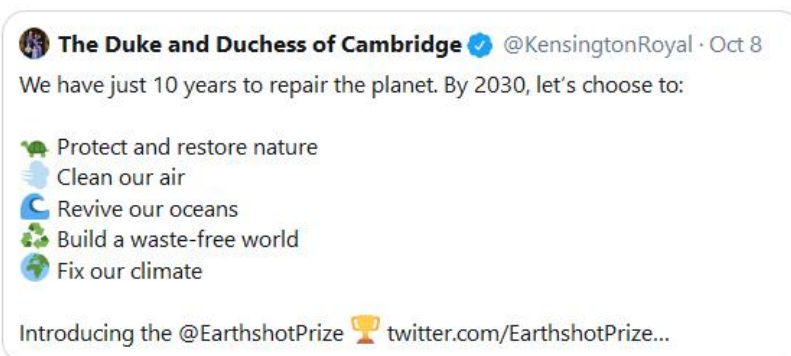 The Duke and Duchess of Cambridge @KensingtonRoyal · Oct 8
We have just 10 years to repair the planet. By 2030, let’s choose to:
Protect and restore nature
Clean our air
Revive our oceans
Build a waste-free world
Fix our climate
Introducing the @EarthshotPrize 🏆 twitter.com/EarthshotPrize...